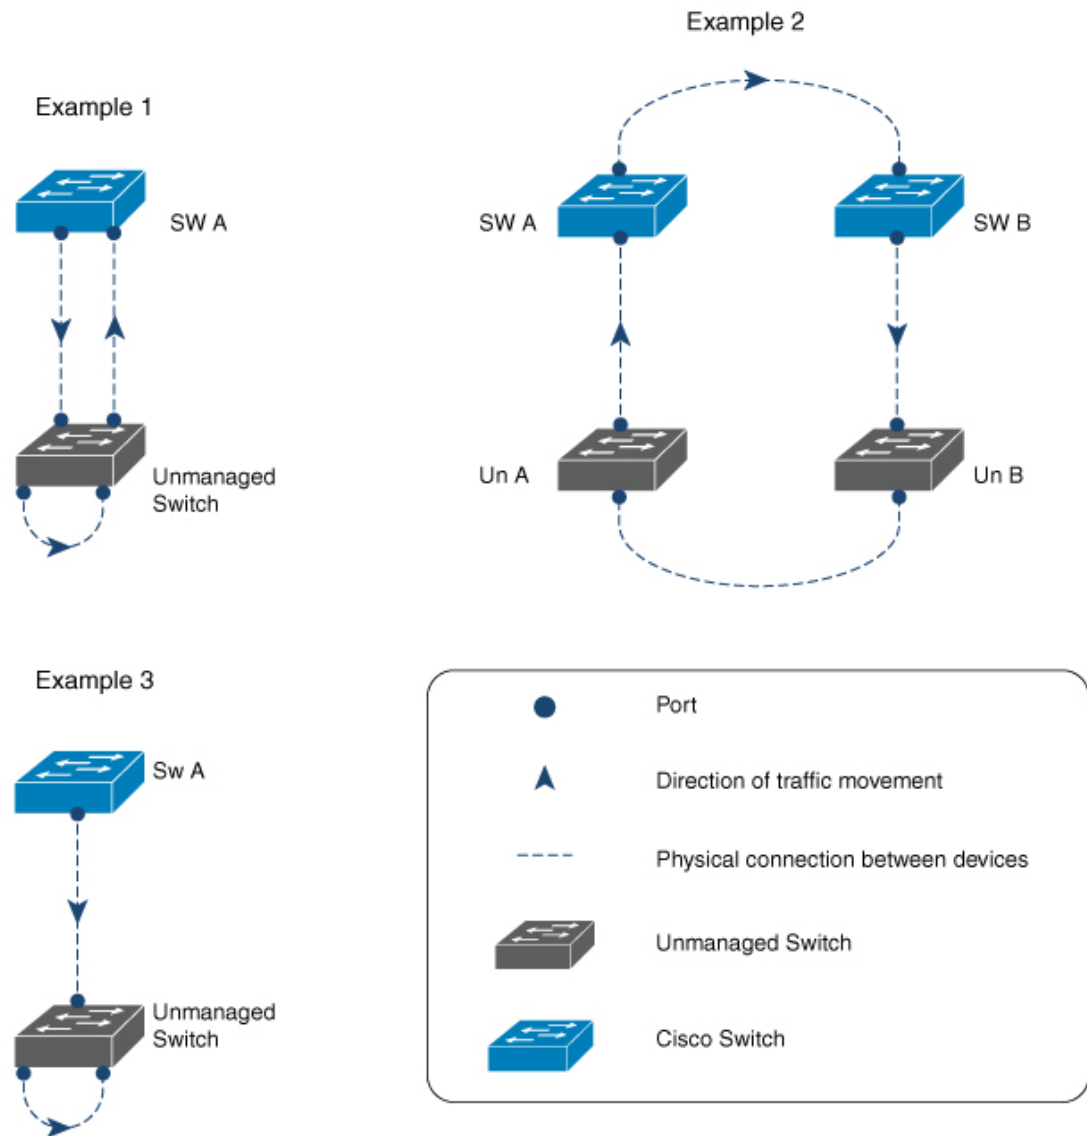 Example 2
Example 1
SW A
SW A
SW B
Unmanaged
Switch
Un A
Un B
Example 3
Sw A
Unmanaged
Switch
Port
Direction of traffic movement
Physical connection between devices
Unmanaged Switch
Cisco Switch